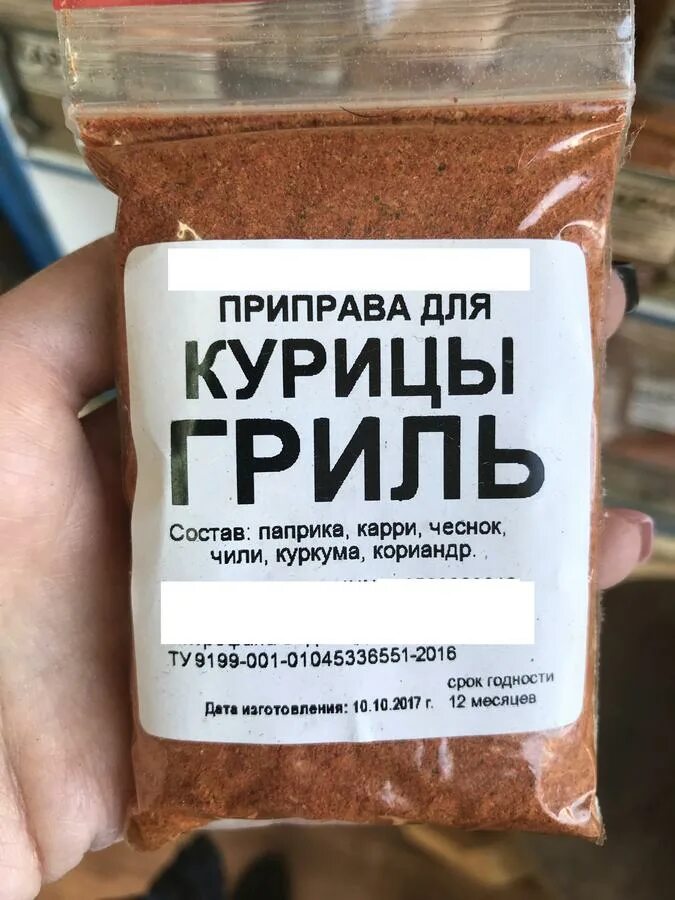 ПРИПРАВА ДЛЯ
КУРИЦЫ
ГРИЛЬ
Состав: паприка, карри, чеснок,
чили, куркума, кориандр.
ТУ 9199-001-01045336551-2016
срок годности
Дата изготовления: 10.10.2017 г. 12 месяцев